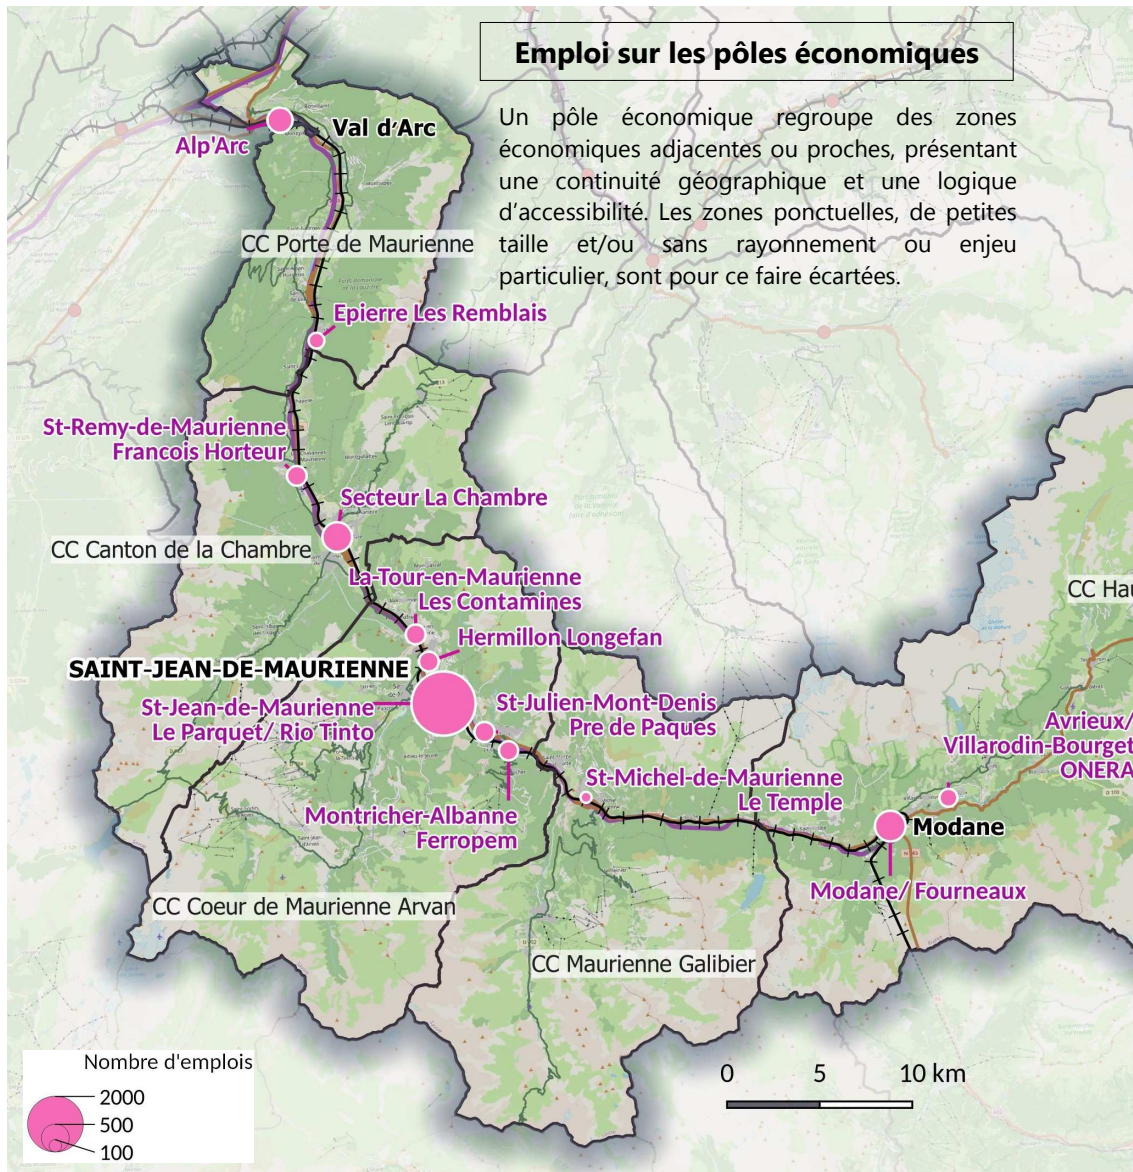 Emploi sur les pôles économiques
Un pôle économique regroupe des zones
économiques adjacentes ou proches, présentant
une continuité géographique et une logique
d'accessibilité. Les zones ponctuelles, de petites
taille et/ou sans rayonnement ou enjeu
particulier, sont pour ce faire écartées.
Val d'Arc
Alp'Arc
CC Porte de Maurienne
Epierre Les Remblais
St-Remy-de-Maurienne
Francois Horteur
Secteur La Chambre
CC Canton de la Chambre
La-Tour-en-Maurienne
Les Contamines
CC Hau
Hermillon Longefan
SAINT-JEAN-DE-MAURIENNE
St-Jean-de-Maurienne
Le Parquet/ Rio Tinto
St-Julien-Mont-Denis
Pre de Paques
Avrieux/
Villarodin-Bourget
ONERA
St-Michel-de-Maurienne
Le Temple
Montricher-Albanne
Ferropem
Modane
Modane/ Fourneaux
CC Coeur de Maurienne Arvan
CC Maurienne Galibier
Nombre d'emplois
2000
500
100
0 5 10 km